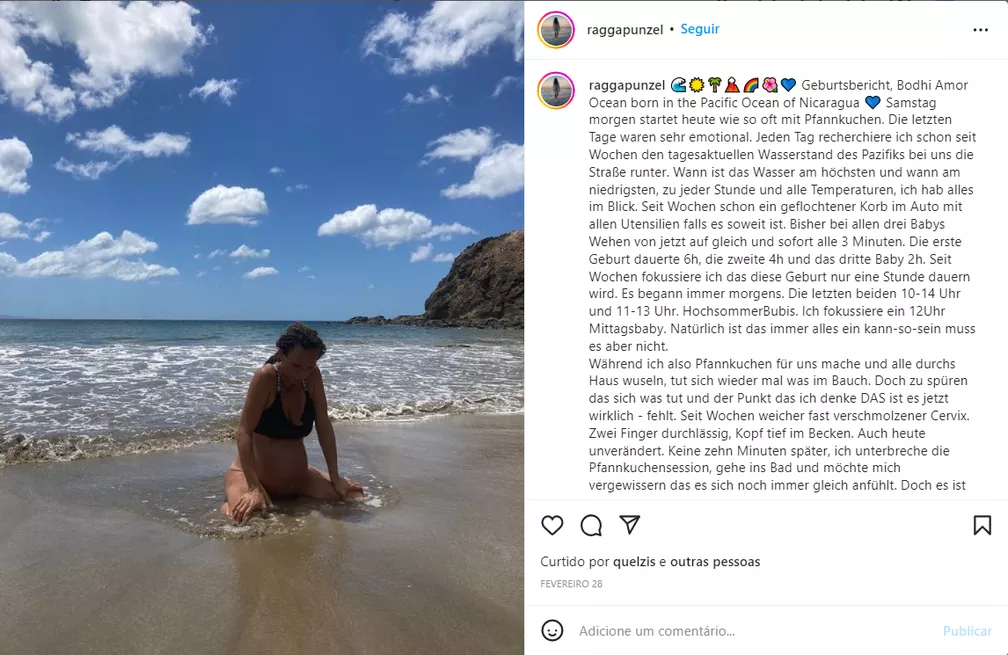 raggapunzel • Seguir
raggapunzel 🌊🌞🌴🌋🌈🌺💙 Geburtsbericht, Bodhi Amor
Ocean born in the Pacific Ocean of Nicaragua 💙 Samstag
morgen startet heute wie so oft mit Pfannkuchen. Die letzten
Tage waren sehr emotional. Jeden Tag recherchiere ich schon seit
Wochen den tagesaktuellen Wasserstand des Pazifiks bei uns die
Straße runter. Wann ist das Wasser am höchsten und wann am
niedrigsten, zu jeder Stunde und alle Temperaturen, ich hab alles
im Blick. Seit Wochen schon ein geflochtener Korb im Auto mit
allen Utensilien falls es soweit ist. Bisher bei allen drei Babys
Wehen von jetzt auf gleich und sofort alle 3 Minuten. Die erste
Geburt dauerte 6h, die zweite 4h und das dritte Baby 2h. Seit
Wochen fokussiere ich das diese Geburt nur eine Stunde dauern
wird. Es begann immer morgens. Die letzten beiden 10-14 Uhr
und 11-13 Uhr. HochsommerBubis. Ich fokussiere ein 12Uhr
Mittagsbaby. Natürlich ist das immer alles ein kann-so-sein muss
es aber nicht.
Während ich also Pfannkuchen für uns mache und alle durchs
Haus wuseln, tut sich wieder mal was im Bauch. Doch zu spüren
das sich was tut und der Punkt das ich denke DAS ist es jetzt
wirklich - fehlt. Seit Wochen weicher fast verschmolzener Cervix.
Zwei Finger durchlässig, Kopf tief im Becken. Auch heute
unverändert. Keine zehn Minuten später, ich unterbreche die
Pfannkuchensession, gehe ins Bad und möchte mich
vergewissern das es sich noch immer gleich anfühlt. Doch es ist
Curtido por quelzis e outras pessoas
FEVEREIRO 28
Adicione um comentário...
Publicar